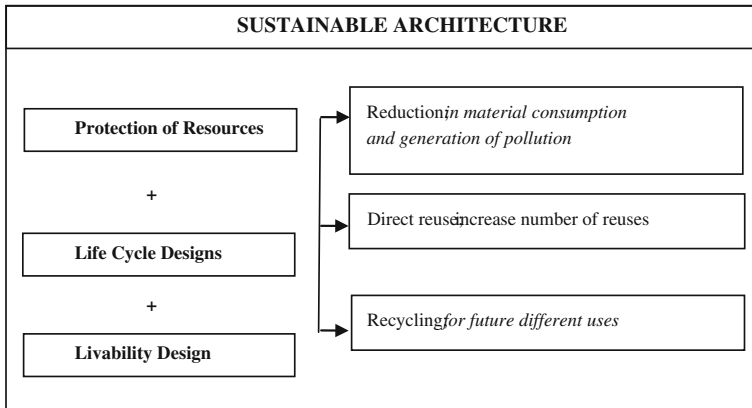 SUSTAINABLE ARCHITECTURE
Protection of Resources
+
Life Cycle Designs
+
Livability Design
Reduction; in material consumption
and generation of pollution
Direct reuse; increase number of reuses
Recycling; for future different uses